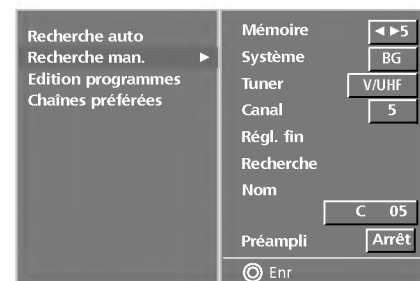 Recherche auto
Recherche man. ►
Edition programmes
Chaînes préférées
Mémoire ◄►5
Système BG
Tuner V/UHF
Canal 5
Régl. fin
Recherche
Nom
C 05
Préampli Arrêt
Enr